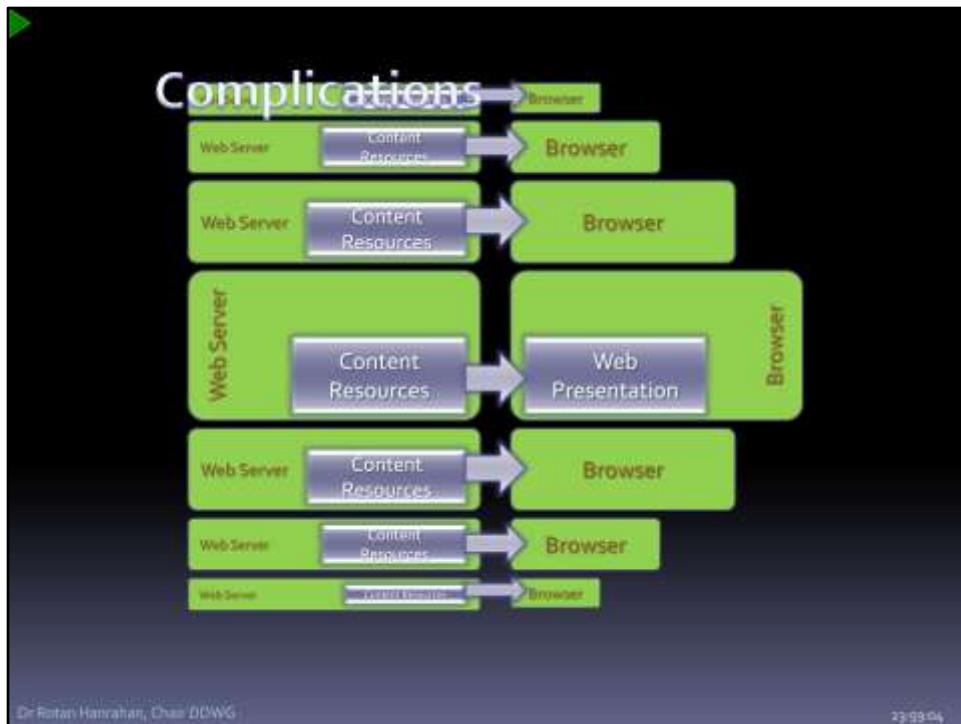 Complications
Browser
Web Server
Content
Resources
Browser
Web Server
Content
Resources
Browser
Web Server
Content
Resources
Web
Presentation
Browser
Web Server
Content
Resources
Browser
Web Server
Content
Resources
Browser
Web Server
Content Resources
Browser
Dr Rotan Hanrahan, Chair DDWG
23:59:04